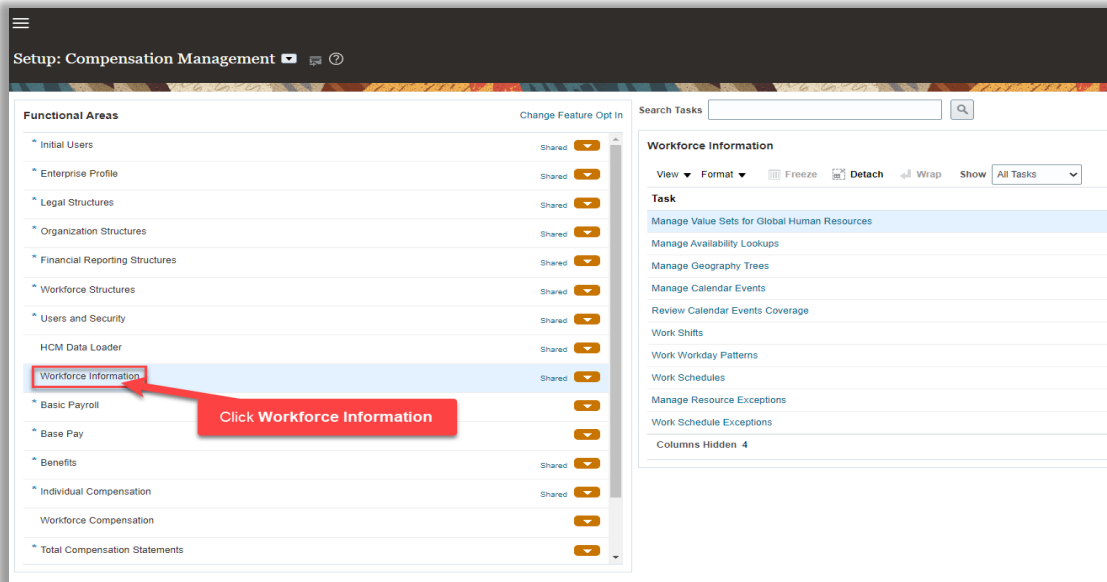 Setup: Compensation Management
Functional Areas
Change Feature Opt In
* Initial Users
Shared
* Enterprise Profile
Shared
* Legal Structures
Shared
* Organization Structures
Shared
* Financial Reporting Structures
Shared
* Workforce Structures
Shared
* Users and Security
Shared
HCM Data Loader
Shared
Workforce Information
Shared
* Basic Payroll
Click Workforce Information
* Base Pay
* Benefits
Shared
* Individual Compensation
Shared
Workforce Compensation
* Total Compensation Statements
Search Tasks
Workforce Information
View Format Freeze Detach Wrap Show All Tasks
Task
Manage Value Sets for Global Human Resources
Manage Availability Lookups
Manage Geography Trees
Manage Calendar Events
Review Calendar Events Coverage
Work Shifts
Work Workday Patterns
Work Schedules
Manage Resource Exceptions
Work Schedule Exceptions
Columns Hidden 4